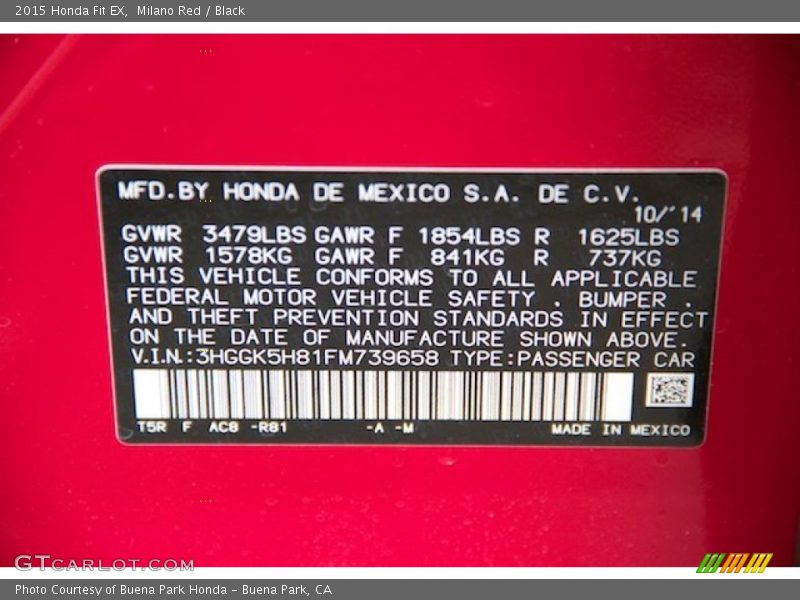 2015 Honda Fit EX, Milano Red / Black
MFD.BY HONDA DE MEXICO S.A. DE C.V.
10/'14
GVWR 3479LBS GAWR F 1854LBS R 1625LBS
GVWR 1578KG GAWR F 841KG R 737KG
THIS VEHICLE CONFORMS TO ALL APPLICABLE
FEDERAL MOTOR VEHICLE SAFETY , BUMPER ,
AND THEFT PREVENTION STANDARDS IN EFFECT
ON THE DATE OF MANUFACTURE SHOWN ABOVE.
V.I.N.:3HGGK5H81FM739658 TYPE:PASSENGER CAR
T5R F AC8 -R81 -A -M MADE IN MEXICO
GTCARLOT.COM
Photo Courtesy of Buena Park Honda - Buena Park, CA